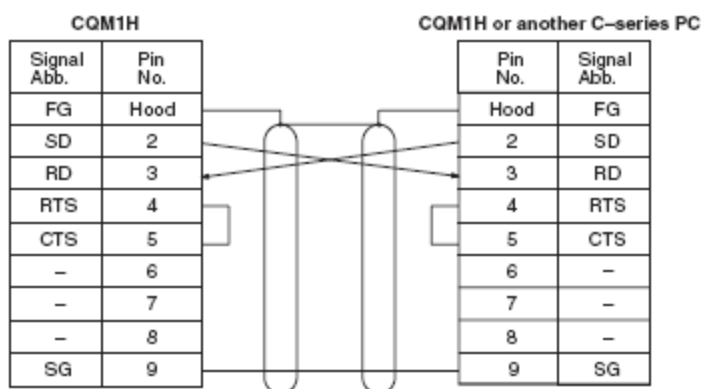 CQM1H
CQM1H or another C–series PC
Signal Abb. Pin No. Pin No. Signal Abb.
FG Hood Hood FG
SD 2 2 SD
RD 3 3 RD
RTS 4 4 RTS
CTS 5 5 CTS
– 6 6 –
– 7 7 –
– 8 8 –
SG 9 9 SG